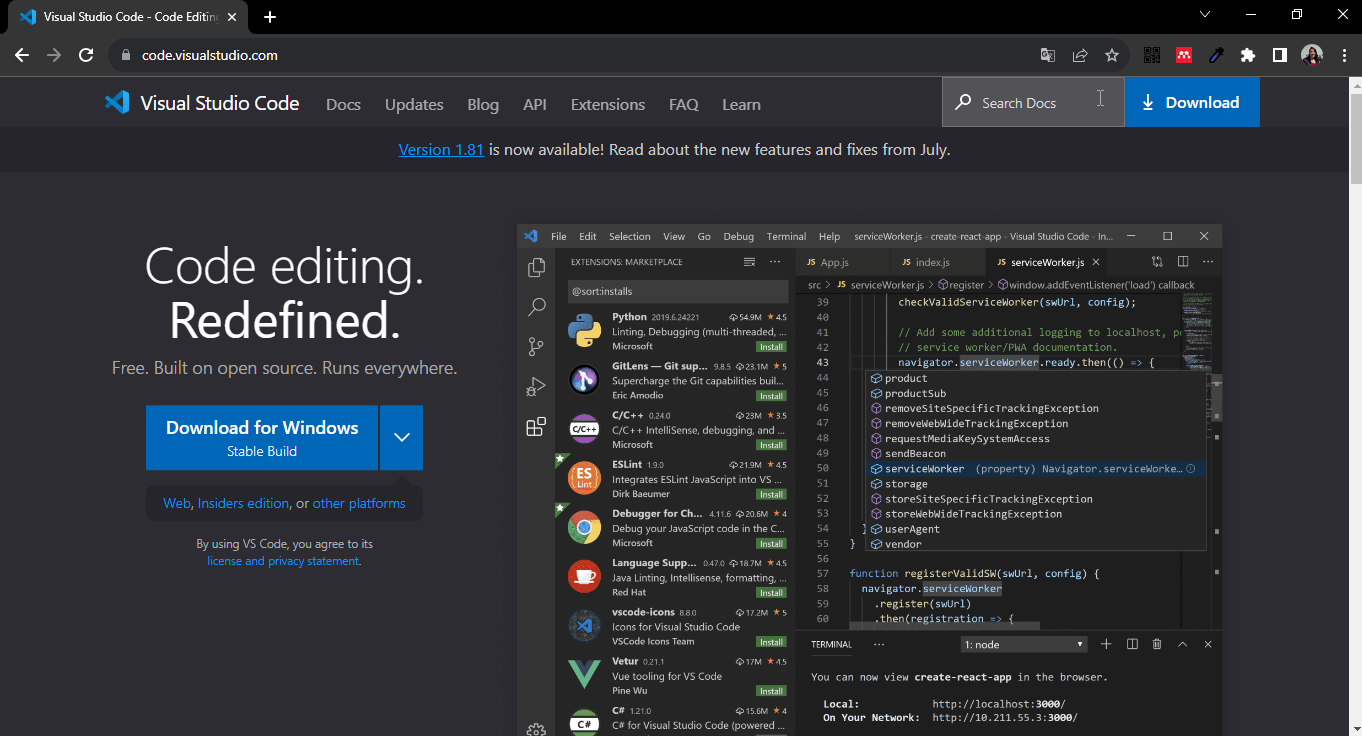 Visual Studio Code - Code Editing
code.visualstudio.com
Visual Studio Code Docs Updates Blog API Extensions FAQ Learn Search Docs Download
Version 1.81 is now available! Read about the new features and fixes from July.
Code editing.
Redefined.
Free. Built on open source. Runs everywhere.
Download for Windows
Stable Build
Web, Insiders edition, or other platforms
By using VS Code, you agree to its
license and privacy statement.
File Edit Selection View Go Debug Terminal Help serviceWorker.js - create-react-app - Visual Studio Code - In...
EXTENSIONS: MARKETPLACE
@sort:installs
Python 2019.6.24221 54.9M 4.5
Linting, Debugging (multi-threaded, ...
Microsoft Install
GitLens — Git sup... 9.8.5 23.1M 5
Supercharge the Git capabilities buil...
Eric Amodio Install
C/C++
C/C++ 0.24.0 23M 3.5
C/C++ IntelliSense, debugging, and ...
Microsoft Install
ES
Lint
ESLint 1.9.0 21.9M 4.5
Integrates ESLint JavaScript into VS ...
Dirk Baeumer Install
Debugger for Ch... 4.11.6 20.6M 4
Debug your JavaScript code in the C...
Microsoft Install
Language Supp... 0.47.0 18.7M 4.5
Java Linting, Intellisense, formatting, ...
Red Hat Install
vscode-icons 8.8.0 17.2M 5
Icons for Visual Studio Code
VSCode Icons Team Install
Vetur 0.21.1 17M 4.5
Vue tooling for VS Code
Pine Wu Install
C#
C# 1.21.0 15.6M 4
C# for Visual Studio Code (powered ...
JS App.js JS index.js JS serviceWorker.js
src > JS serviceWorker.js > register > window.addEventListener('load') callback
39 checkValidServiceWorker(swUrl, config);
40
41 // Add some additional logging to localhost, p
42 // service worker/PWA documentation.
43 navigator.serviceWorker.ready.then(() => {
44 product
45 productSub
46 removeSiteSpecificTrackingException
47 removeWebWideTrackingException
48 requestMediaKeySystemAccess
49 sendBeacon
50 serviceWorker (property) Navigator.serviceWorke...
51 storage
52 storeSiteSpecificTrackingException
53 storeWebWideTrackingException
54 } userAgent
55 } vendor
56
57 function registerValidSW(swUrl, config) {
58 navigator.serviceWorker
59 .register(swUrl)
60 .then(registration => {
TERMINAL ... 1: node
You can now view create-react-app in the browser.
Local: http://localhost:3000/
On Your Network: http://10.211.55.3:3000/